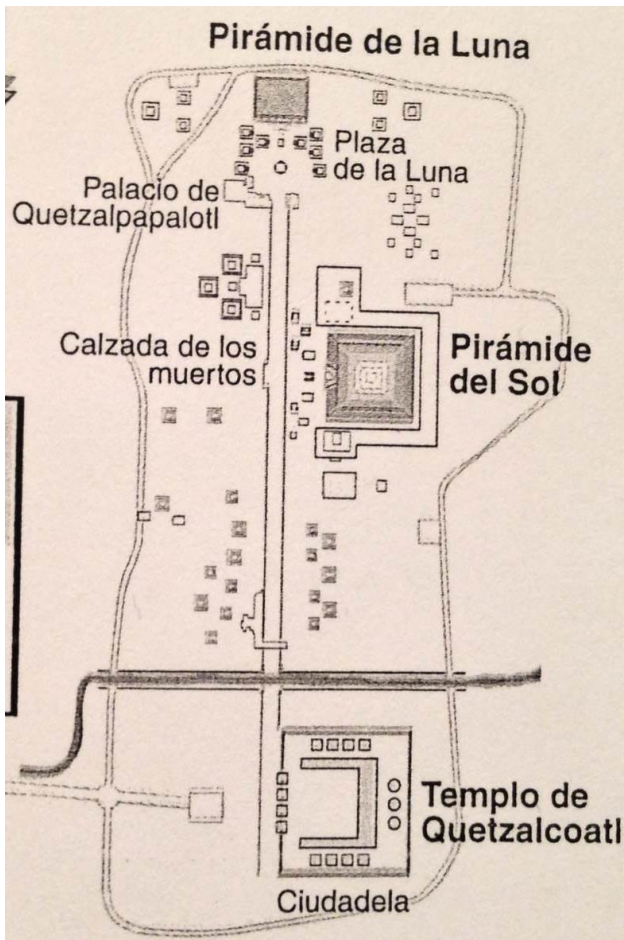 Pirámide de la Luna
Plaza
de la Luna
Palacio de
Quetzalpapalotl
Calzada de los
muertos
Pirámide
del Sol
Templo de
Quetzalcoatl
Ciudadela